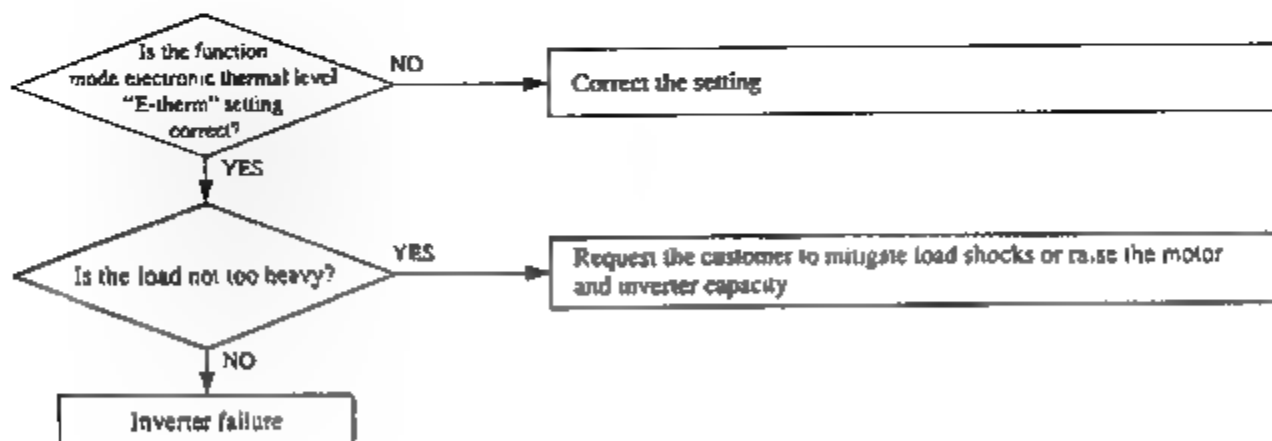 Is the function
mode electronic thermal level
"E-therm" setting
correct?
NO
Correct the setting
YES
Is the load not too heavy?
YES
Request the customer to mitigate load shocks or raise the motor
and inverter capacity
NO
Inverter failure